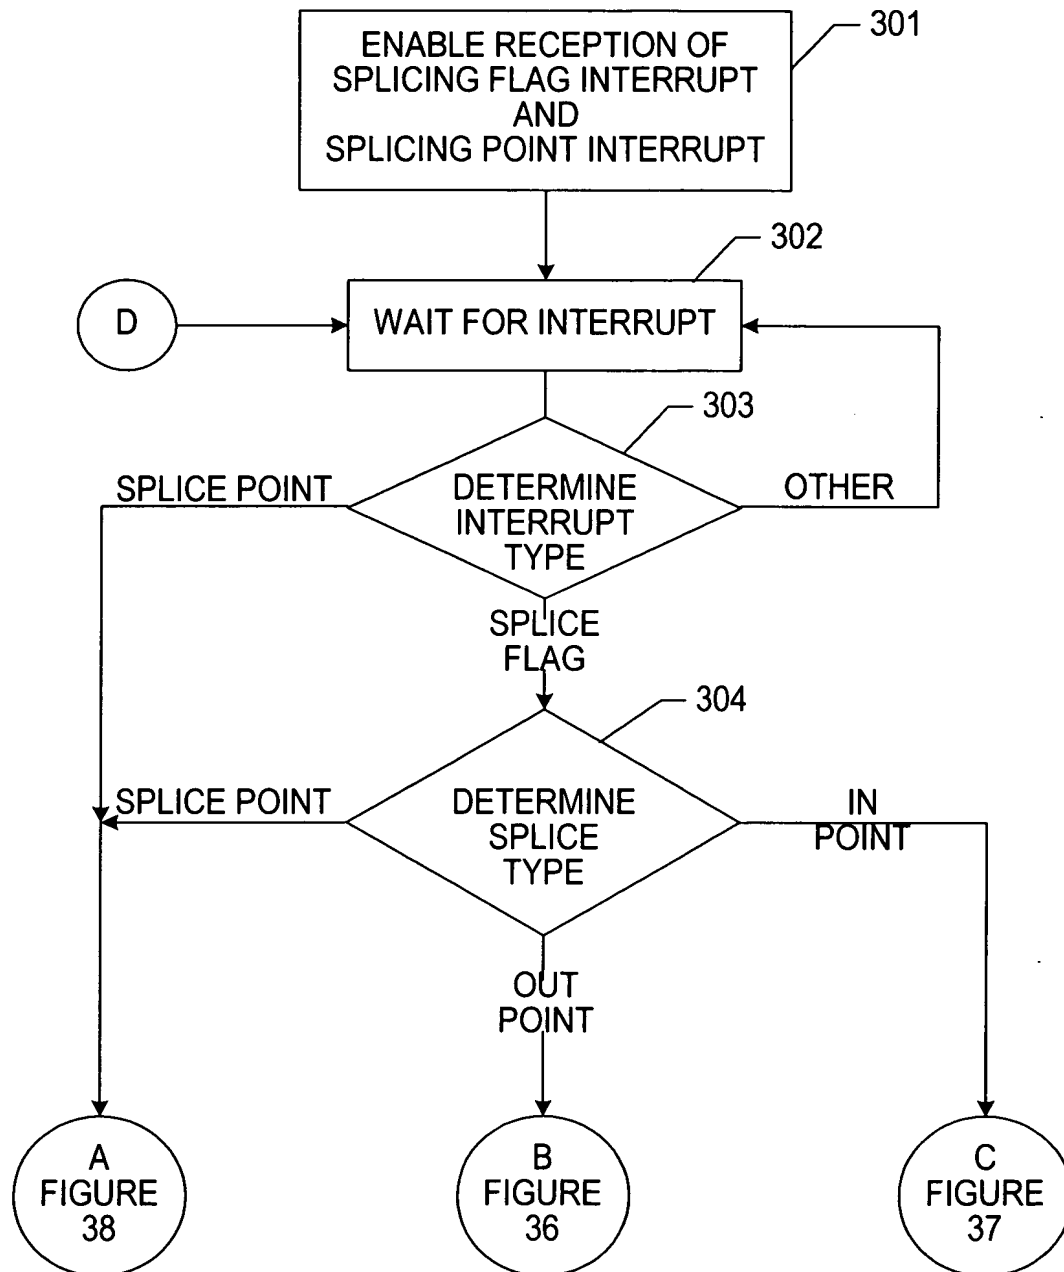 ENABLE RECEPTION OF
SPLICING FLAG INTERRUPT
AND
SPLICING POINT INTERRUPT
301
302
D
WAIT FOR INTERRUPT
303
SPLICE POINT
DETERMINE
INTERRUPT
TYPE
OTHER
SPLICE
FLAG
304
SPLICE POINT
DETERMINE
SPLICE
TYPE
IN
POINT
OUT
POINT
A
FIGURE
38
B
FIGURE
36
C
FIGURE
37